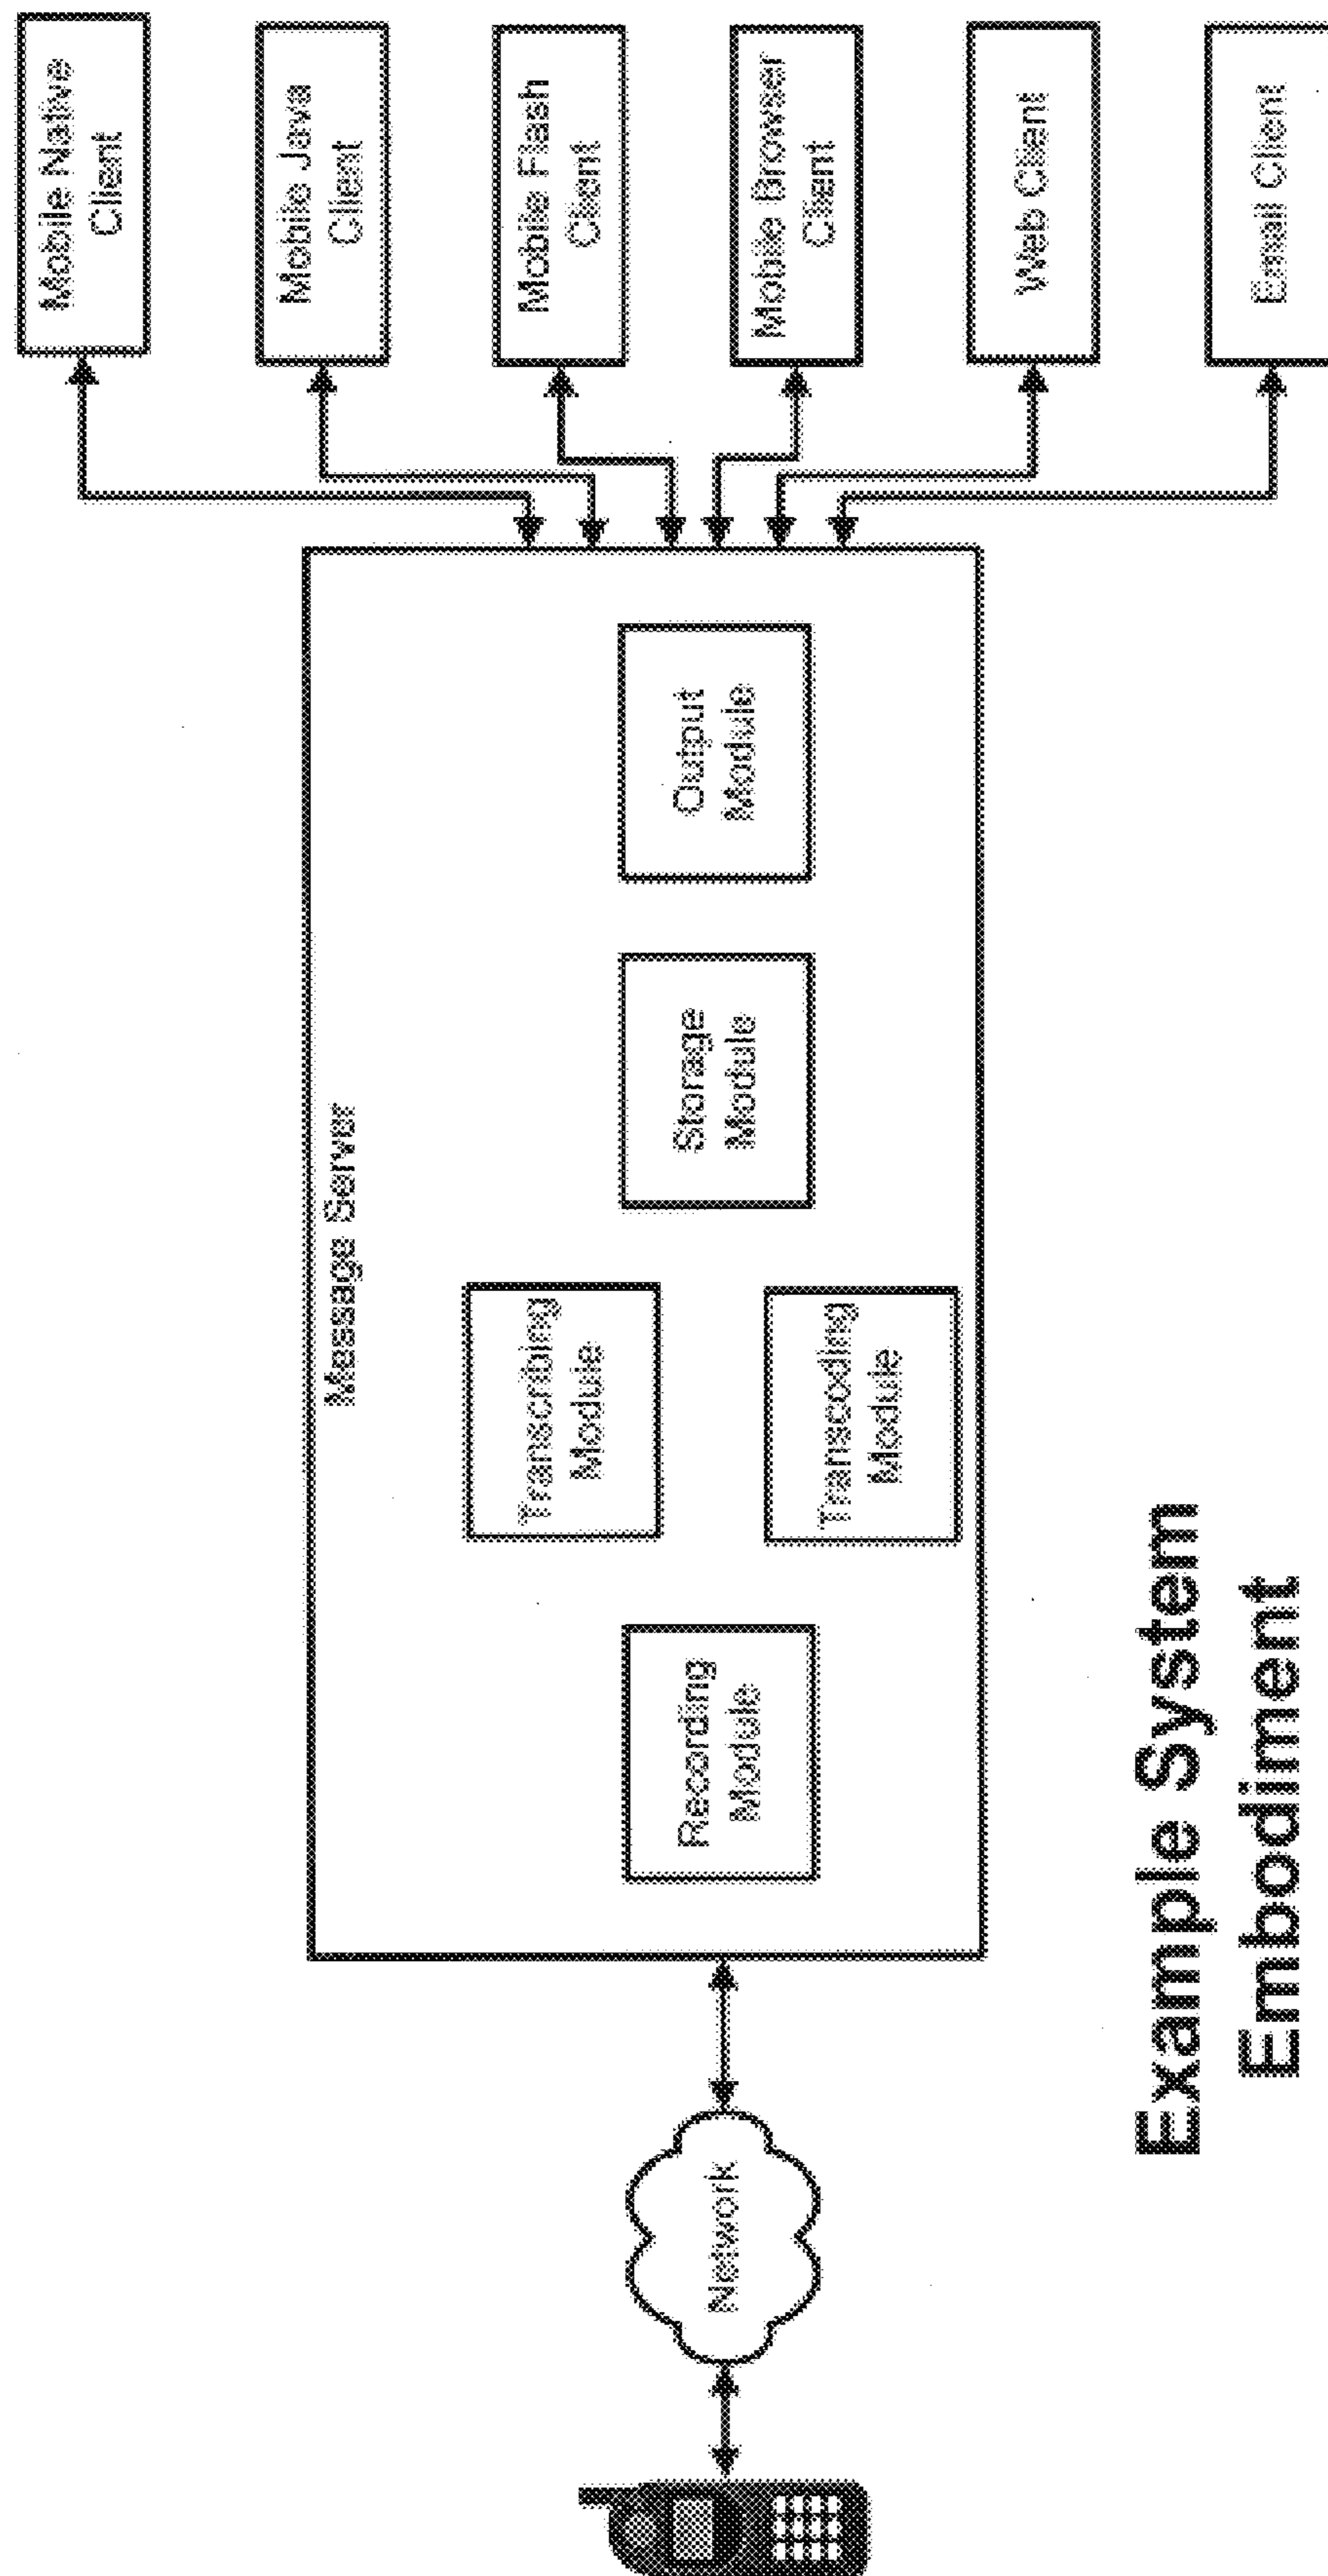 Network
Message Server
Recording
Module
Transcribing
Module
Transcoding
Module
Storage
Module
Output
Module
Mobile Native
Client
Mobile Java
Client
Mobile Flash
Client
Mobile Browser
Client
Web Client
Email Client
Example System
Embodiment